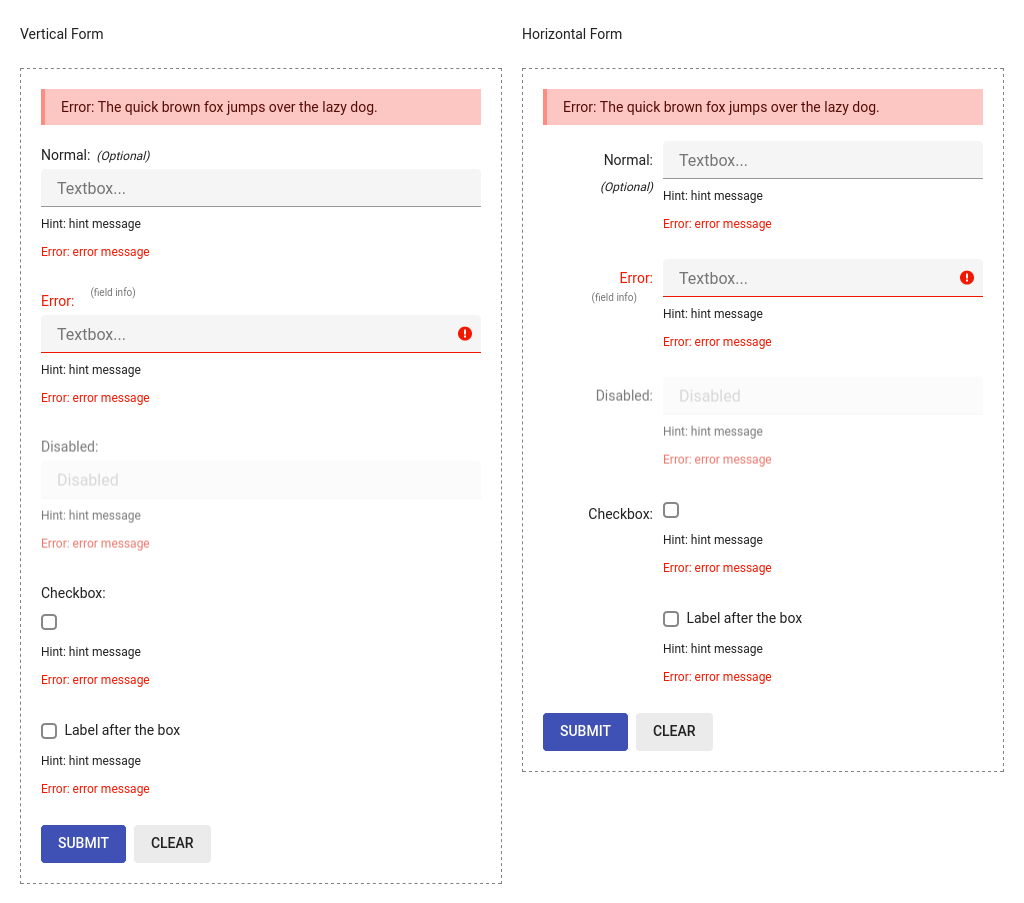 Vertical Form
Error: The quick brown fox jumps over the lazy dog.
Normal: (Optional)
Textbox...
Hint: hint message
Error: error message
Error: (field info)
Textbox...
Hint: hint message
Error: error message
Disabled:
Disabled
Hint: hint message
Error: error message
Checkbox:
Hint: hint message
Error: error message
Label after the box
Hint: hint message
Error: error message
SUBMIT CLEAR
Horizontal Form
Error: The quick brown fox jumps over the lazy dog.
Normal: Textbox...
(Optional) Hint: hint message
Error: error message
Error: Textbox...
(field info)
Hint: hint message
Error: error message
Disabled: Disabled
Hint: hint message
Error: error message
Checkbox:
Hint: hint message
Error: error message
Label after the box
Hint: hint message
Error: error message
SUBMIT CLEAR